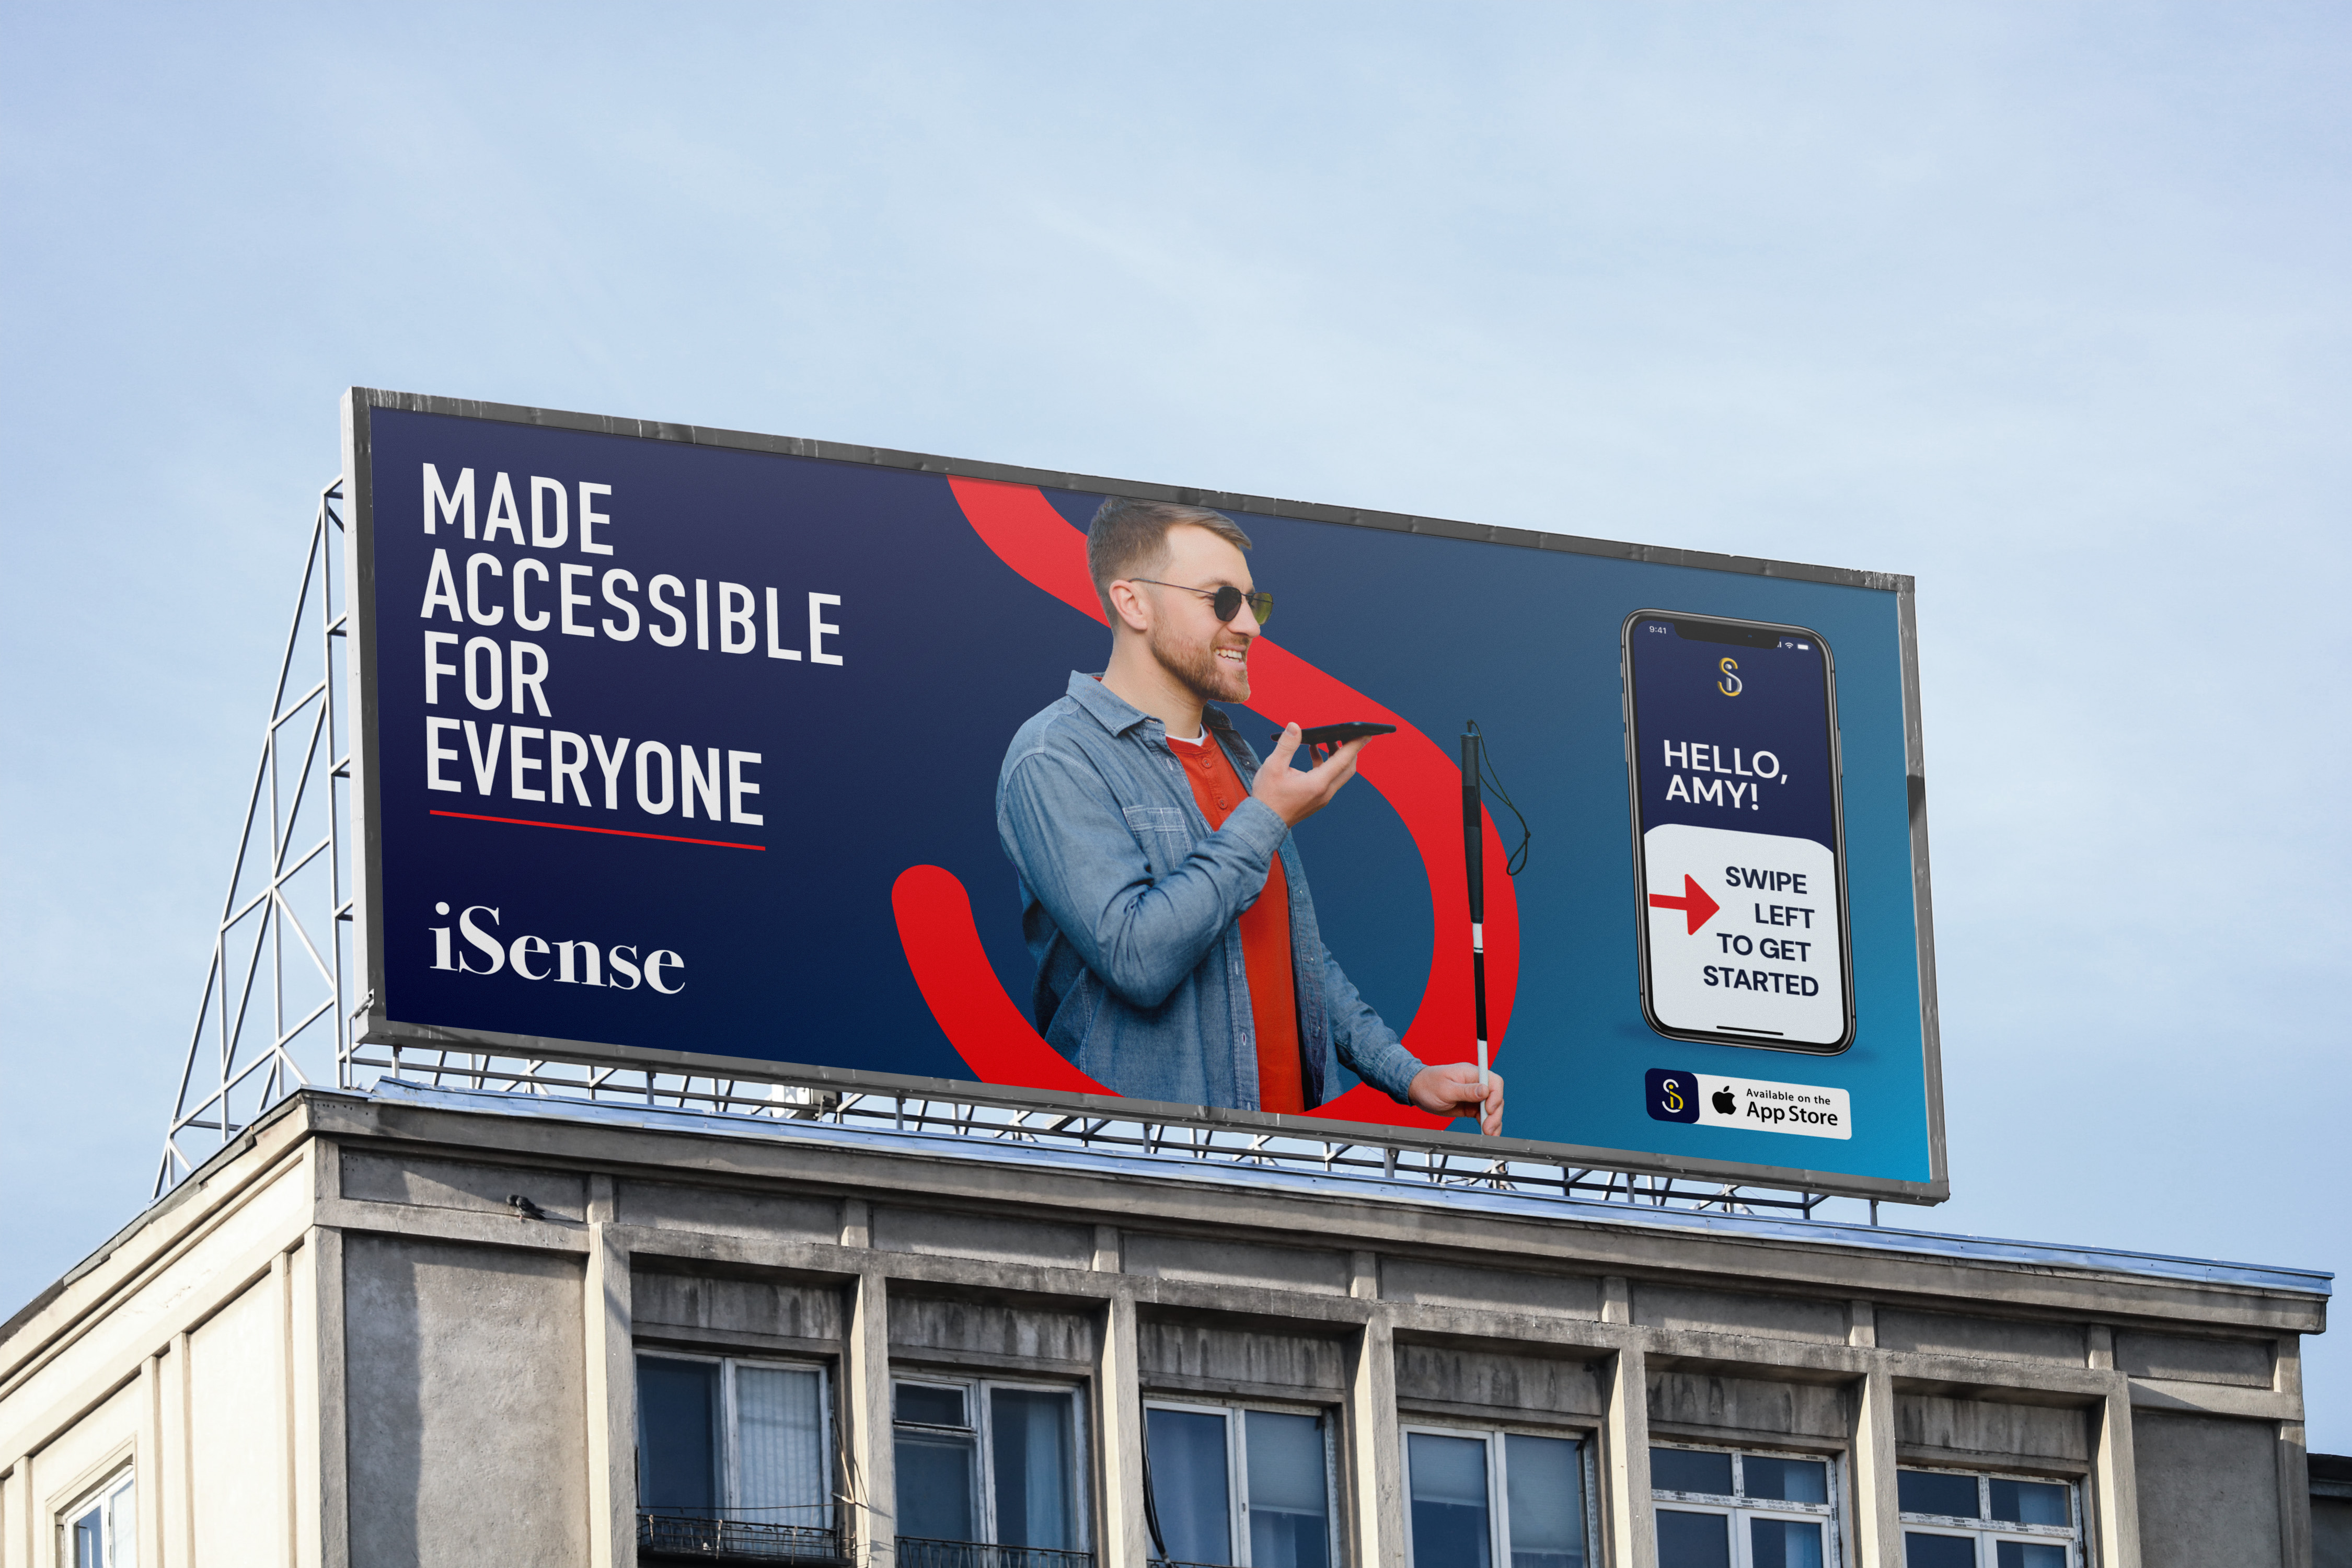 MADE
ACCESSIBLE
FOR
EVERYONE
iSense
9:41
HELLO,
AMY!
SWIPE
LEFT
TO GET
STARTED
Available on the
App Store